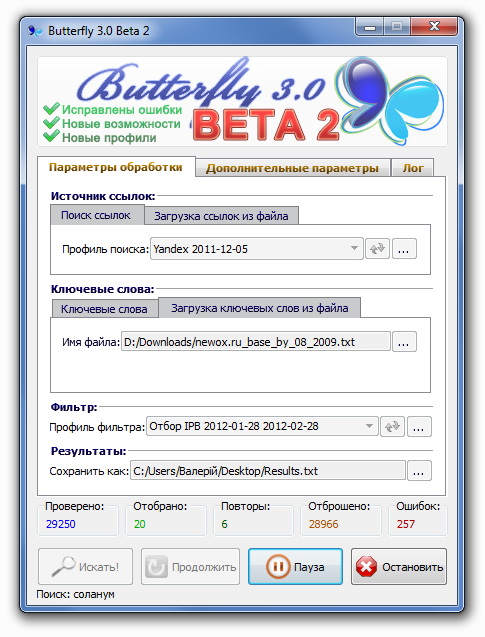 Butterfly 3.0 Beta 2
Butterfly 3.0
BETA 2
Исправлены ошибки
Новые возможности
Новые профили
Параметры обработки Дополнительные параметры Лог
Источник ссылок:
Поиск ссылок Загрузка ссылок из файла
Профиль поиска: Yandex 2011-12-05 ...
Ключевые слова:
Ключевые слова Загрузка ключевых слов из файла
Имя файла: D:/Downloads/newox.ru_base_by_08_2009.txt ...
Фильтр:
Профиль фильтра: Отбор IPB 2012-01-28 2012-02-28 ...
Результаты:
Сохранить как: C:/Users/Валерій/Desktop/Results.txt ...
Проверено: Отобрано: Повторы: Отброшено: Ошибок:
29250 20 6 28966 257
Искать! Продолжить Пауза Остановить
Поиск: соланум